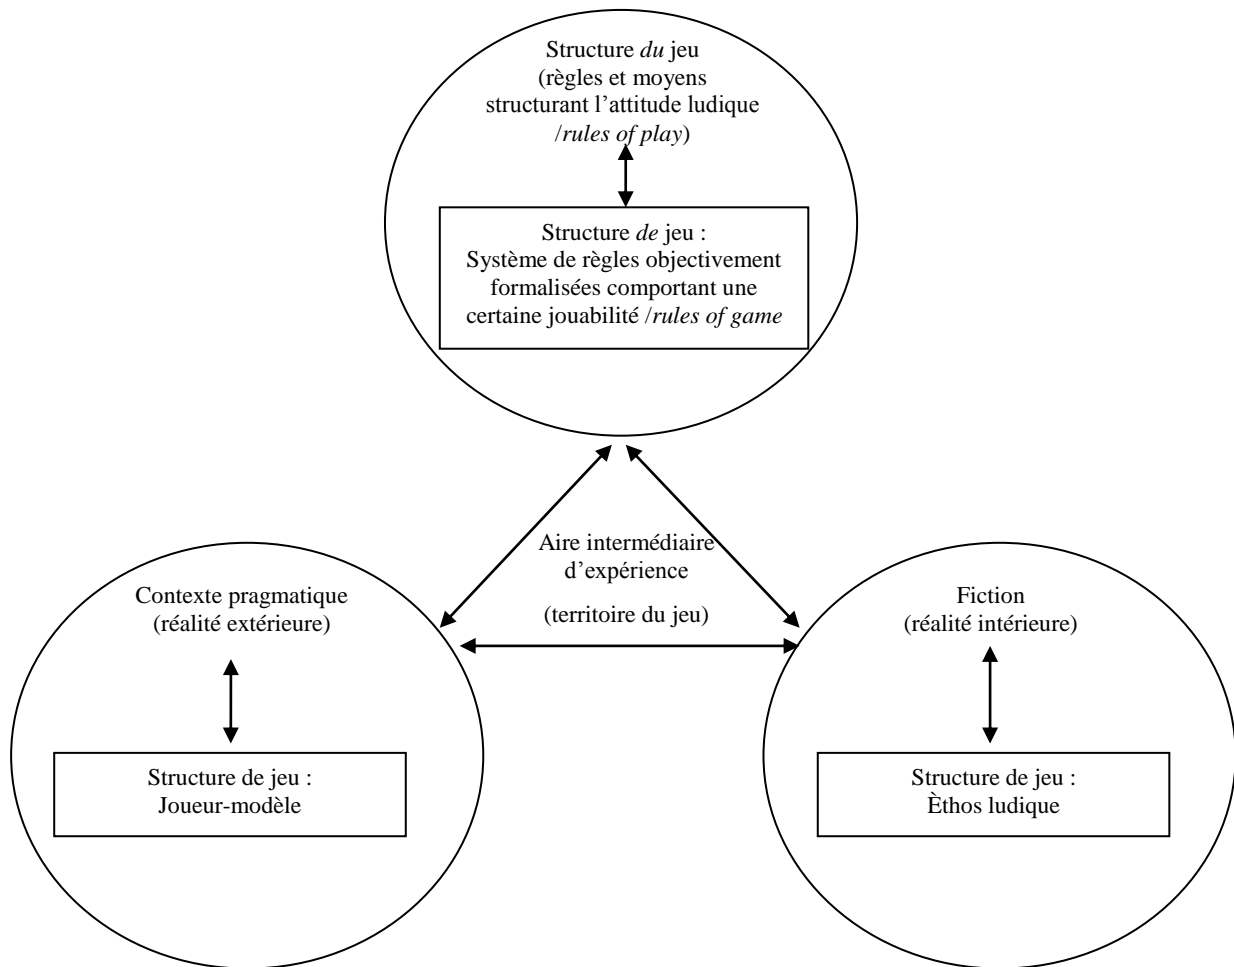 Structure du jeu
(règles et moyens
structurant l’attitude ludique
/rules of play)
Structure de jeu :
Système de règles objectivement
formalisées comportant une
certaine jouabilité /rules of game
Aire intermédiaire
d’expérience
(territoire du jeu)
Contexte pragmatique
(réalité extérieure)
Structure de jeu :
Joueur-modèle
Fiction
(réalité intérieure)
Structure de jeu :
Èthos ludique